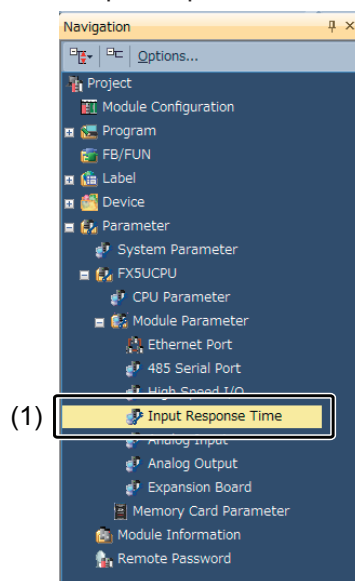 Navigation
Options...
Project
Module Configuration
Program
FB/FUN
Label
Device
Parameter
System Parameter
FX5UCPU
CPU Parameter
Module Parameter
Ethernet Port
485 Serial Port
High Speed I/O
(1) Input Response Time
Analog Input
Analog Output
Expansion Board
Memory Card Parameter
Module Information
Remote Password